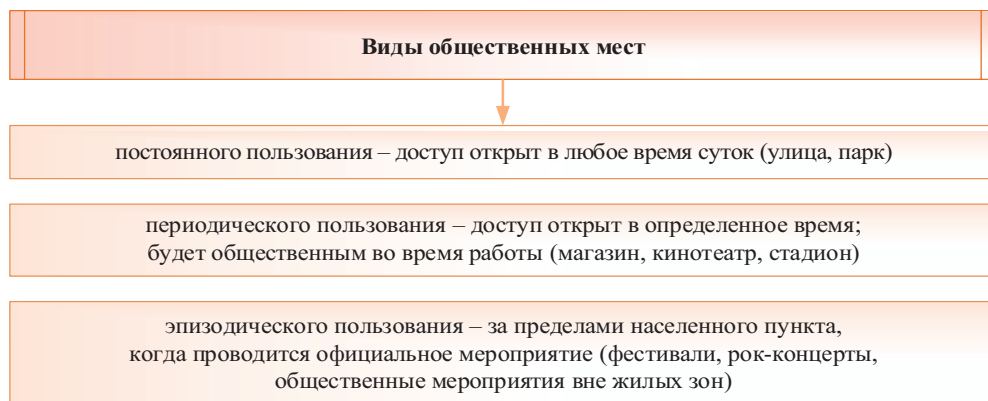 Виды общественных мест
постоянного пользования – доступ открыт в любое время суток (улица, парк)
периодического пользования – доступ открыт в определенное время;
будет общественным во время работы (магазин, кинотеатр, стадион)
эпизодического пользования – за пределами населенного пункта,
когда проводится официальное мероприятие (фестивали, рок-концерты,
общественные мероприятия вне жилых зон)